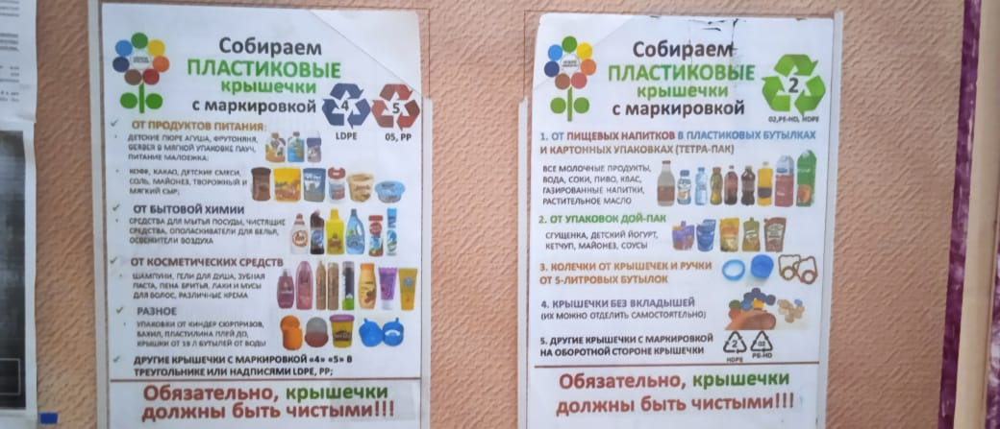 Собираем
ПЛАСТИКОВЫЕ
крышечки
с маркировкой
4
LDPE
5
05, PP
ОТ ПРОДУКТОВ ПИТАНИЯ:
ДЕТСКИЕ ПЮРЕ АГУША, ФРУТОНЯНЯ,
GERBER В МЯГКОЙ УПАКОВКЕ ПАУЧ,
ПИТАНИЕ МАЛОЕЖКА;
КОФЕ, КАКАО, ДЕТСКИЕ СМЕСИ,
СОЛЬ, МАЙОНЕЗ, ТВОРОЖНЫЙ И
МЯГКИЙ СЫР;
ОТ БЫТОВОЙ ХИМИИ
СРЕДСТВА ДЛЯ МЫТЬЯ ПОСУДЫ, ЧИСТЯЩИЕ
СРЕДСТВА, ОПОЛАСКИВАТЕЛИ ДЛЯ БЕЛЬЯ,
ОСВЕЖИТЕЛИ ВОЗДУХА
ОТ КОСМЕТИЧЕСКИХ СРЕДСТВ
ШАМПУНИ, ГЕЛИ ДЛЯ ДУША, ЗУБНАЯ
ПАСТА, ПЕНА БРИТЬЯ, ЛАКИ И МУСЫ
ДЛЯ ВОЛОС, РАЗЛИЧНЫЕ КРЕМА
РАЗНОЕ
УПАКОВКИ ОТ КИНДЕР СЮРПРИЗОВ,
БАХИЛ, ПЛАСТИЛИНА ПЛЕЙ ДО,
КРЫШКИ ОТ 19 Л БУТЫЛЕЙ ОТ ВОДЫ
ДРУГИЕ КРЫШЕЧКИ С МАРКИРОВКОЙ «4» «5» В
ТРЕУГОЛЬНИКЕ ИЛИ НАДПИСЯМИ LDPE, PP;
Обязательно, крышечки
должны быть чистыми!!!
Собираем
ПЛАСТИКОВЫЕ
крышечки
с маркировкой
2
02, PE-HD, HDPE
1. ОТ ПИЩЕВЫХ НАПИТКОВ В ПЛАСТИКОВЫХ БУТЫЛКАХ
И КАРТОННЫХ УПАКОВКАХ (ТЕТРА-ПАК)
ВСЕ МОЛОЧНЫЕ ПРОДУКТЫ,
ВОДА, СОКИ, ПИВО, КВАС,
ГАЗИРОВАННЫЕ НАПИТКИ,
РАСТИТЕЛЬНОЕ МАСЛО
2. ОТ УПАКОВОК ДОЙ-ПАК
СГУЩЕНКА, ДЕТСКИЙ ЙОГУРТ,
КЕТЧУП, МАЙОНЕЗ, СОУСЫ
3. КОЛЕЧКИ ОТ КРЫШЕЧЕК И РУЧКИ
ОТ 5-ЛИТРОВЫХ БУТЫЛОК
4. КРЫШЕЧКИ БЕЗ ВКЛАДЫШЕЙ
(ИХ МОЖНО ОТДЕЛИТЬ САМОСТОЯТЕЛЬНО)
5. ДРУГИЕ КРЫШЕЧКИ С МАРКИРОВКОЙ
НА ОБОРОТНОЙ СТОРОНЕ КРЫШЕЧКИ
2
HDPE
02
PE-HD
Обязательно, крышечки
должны быть чистыми!!!